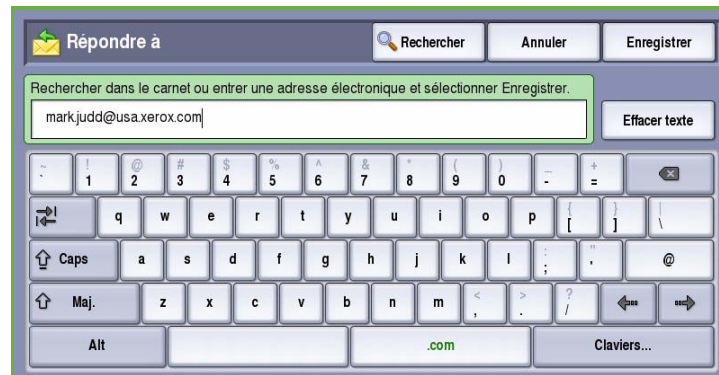 Répondre à Rechercher Annuler Enregistrer
Rechercher dans le carnet ou entrer une adresse électronique et sélectionner Enregistrer.
mark.judd@usa.xerox.com Effacer texte
~ ! @ # $ % ^ & * ( ) _ +
` 1 2 3 4 5 6 7 8 9 0 - =
q w e r t y u i o p { [ } ] | \
Caps a s d f g h j k l : ; " ' @
Maj. z x c v b n m < , > . ? /
Alt .com Claviers...